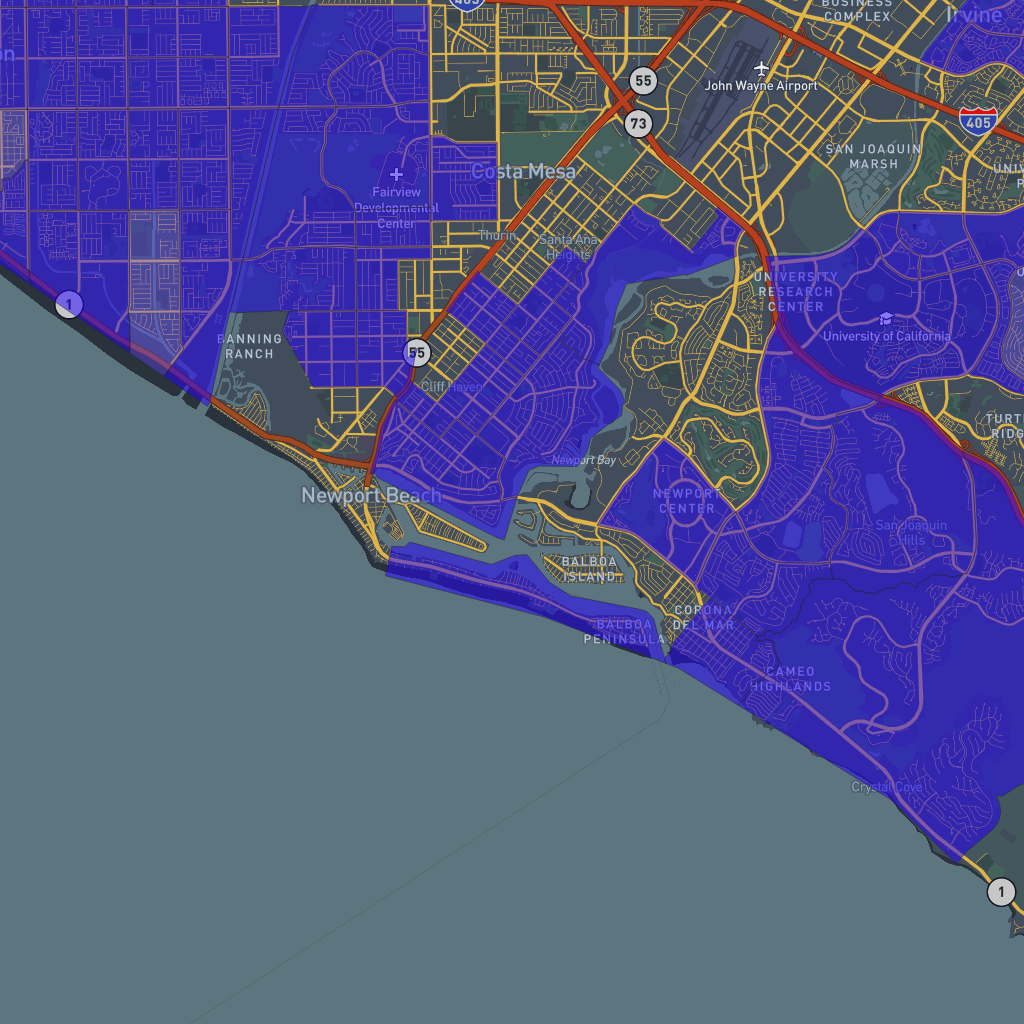 405
BUSINESS
COMPLEX
Irvine
on
55
John Wayne Airport
73
405
SAN JOAQUIN
MARSH
Costa Mesa
Fairview
Developmental
Center
Thurin
Santa Ana
Heights
UNIVERSITY
RESEARCH
CENTER
1
University of California
BANNING
RANCH
55
Cliff Haven
TURT
RIDG
Newport Bay
Newport Beach
NEWPORT
CENTER
San Joaquin
Hills
BALBOA
ISLAND
CORONA
DEL MAR
BALBOA
PENINSULA
CAMEO
HIGHLANDS
Crystal Cove
1